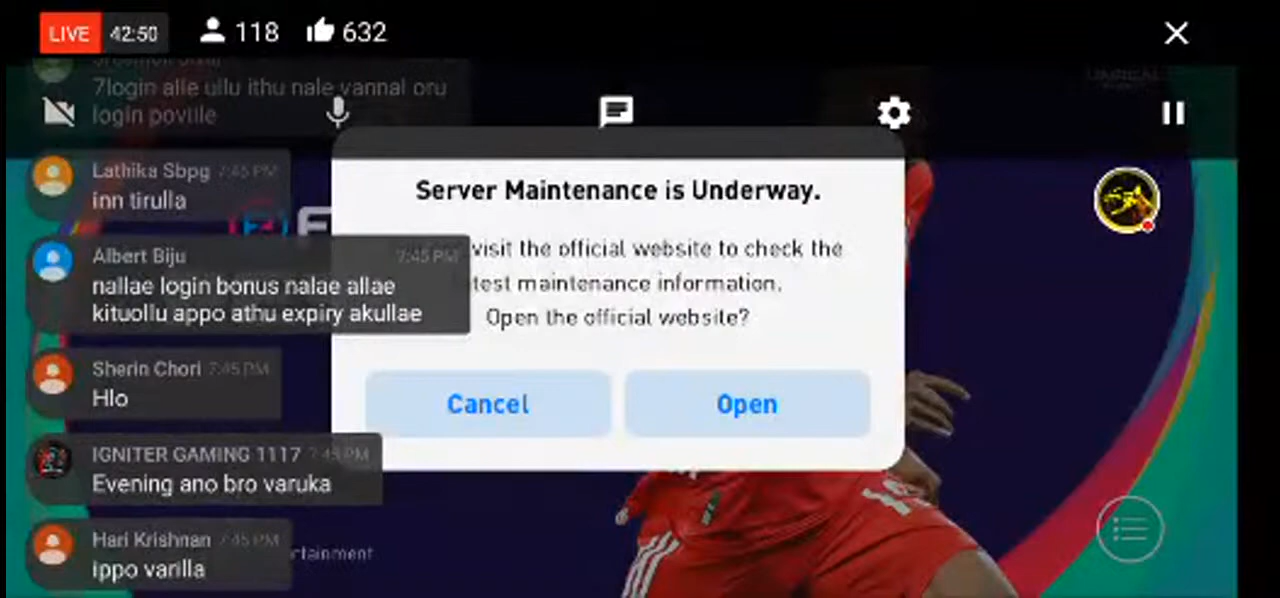 LIVE 42:50 118 632
7login alle ullu ithu nale vannal oru
login poville
Lathika Sbpg 7:45 PM
inn tirulla
Albert Biju 7:45 PM
nallae login bonus nalae allae
kituollu appo athu expiry akullae
Sherin Chori 7:45 PM
Hlo
IGNITER GAMING 1117 7:45 PM
Evening ano bro varuka
Hari Krishnan 7:45 PM
ippo varilla
Server Maintenance is Underway.
visit the official website to check the
test maintenance information.
Open the official website?
Cancel Open
rtainment